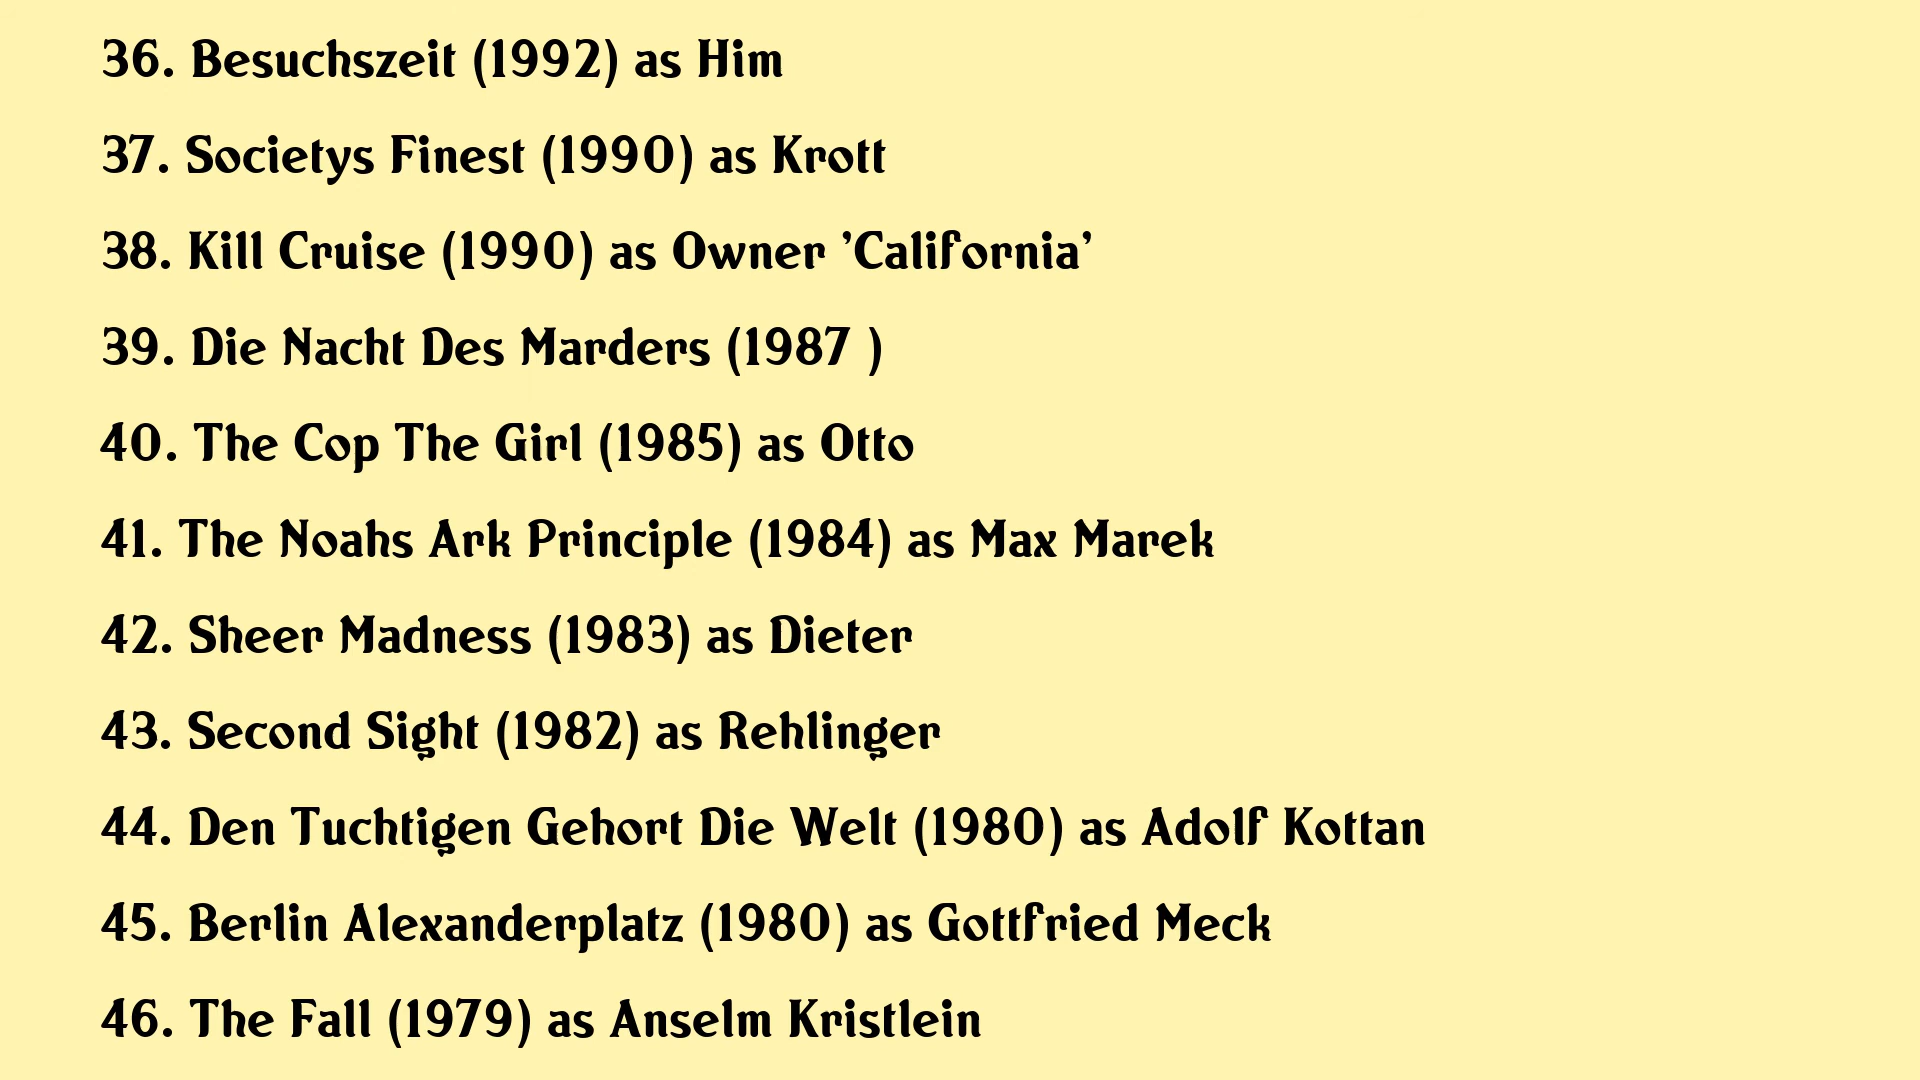 36. Besuchszeit (1992) as Him
37. Societys Finest (1990) as Krott
38. Kill Cruise (1990) as Owner 'California'
39. Die Nacht Des Marders (1987 )
40. The Cop The Girl (1985) as Otto
41. The Noahs Ark Principle (1984) as Max Marek
42. Sheer Madness (1983) as Dieter
43. Second Sight (1982) as Rehlinger
44. Den Tuchtigen Gehort Die Welt (1980) as Adolf Kottan
45. Berlin Alexanderplatz (1980) as Gottfried Meck
46. The Fall (1979) as Anselm Kristlein